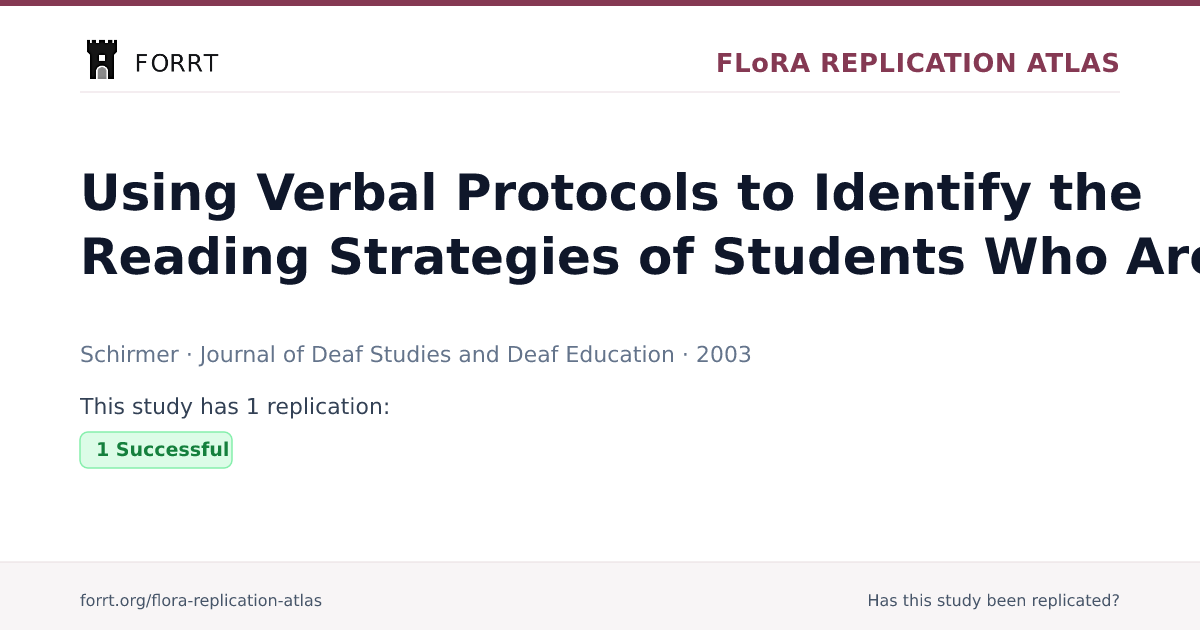 FORRT
FLoRA REPLICATION ATLAS
Using Verbal Protocols to Identify the
Reading Strategies of Students Who Are
Schirmer · Journal of Deaf Studies and Deaf Education · 2003
This study has 1 replication:
1 Successful
forrt.org/flora-replication-atlas
Has this study been replicated?